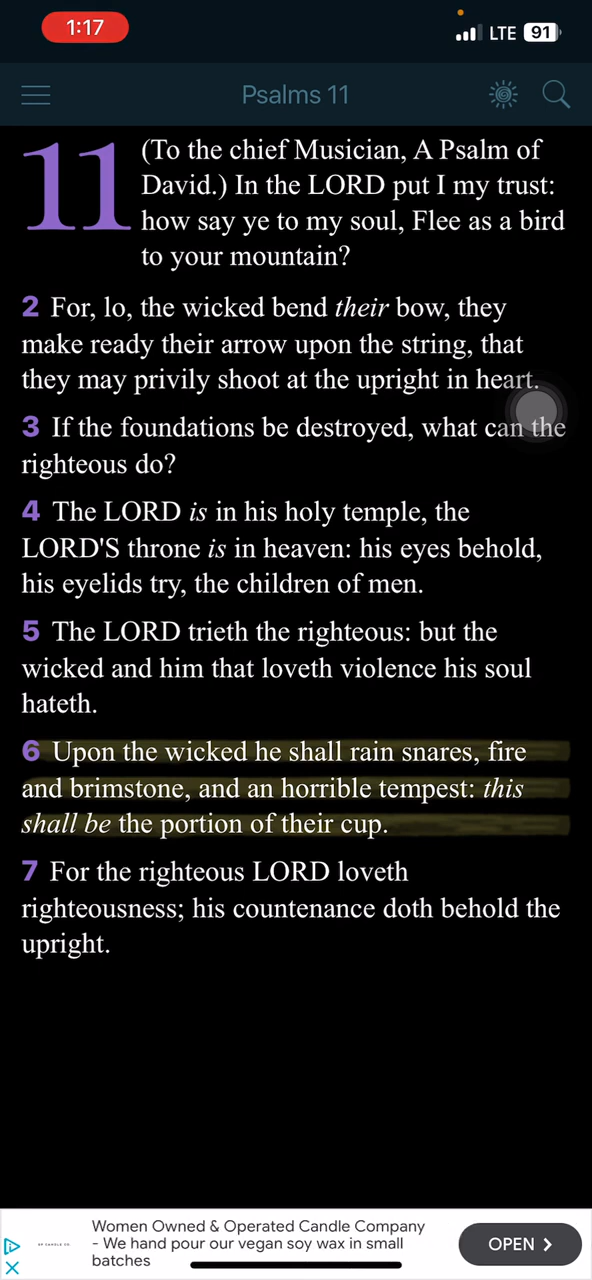 1:17
LTE 91
Psalms 11
11 (To the chief Musician, A Psalm of
David.) In the LORD put I my trust:
how say ye to my soul, Flee as a bird
to your mountain?
2 For, lo, the wicked bend their bow, they
make ready their arrow upon the string, that
they may privily shoot at the upright in heart.
3 If the foundations be destroyed, what can the
righteous do?
4 The LORD is in his holy temple, the
LORD'S throne is in heaven: his eyes behold,
his eyelids try, the children of men.
5 The LORD trieth the righteous: but the
wicked and him that loveth violence his soul
hateth.
6 Upon the wicked he shall rain snares, fire
and brimstone, and an horrible tempest: this
shall be the portion of their cup.
7 For the righteous LORD loveth
righteousness; his countenance doth behold the
upright.
Women Owned & Operated Candle Company
- We hand pour our vegan soy wax in small
batches
OPEN